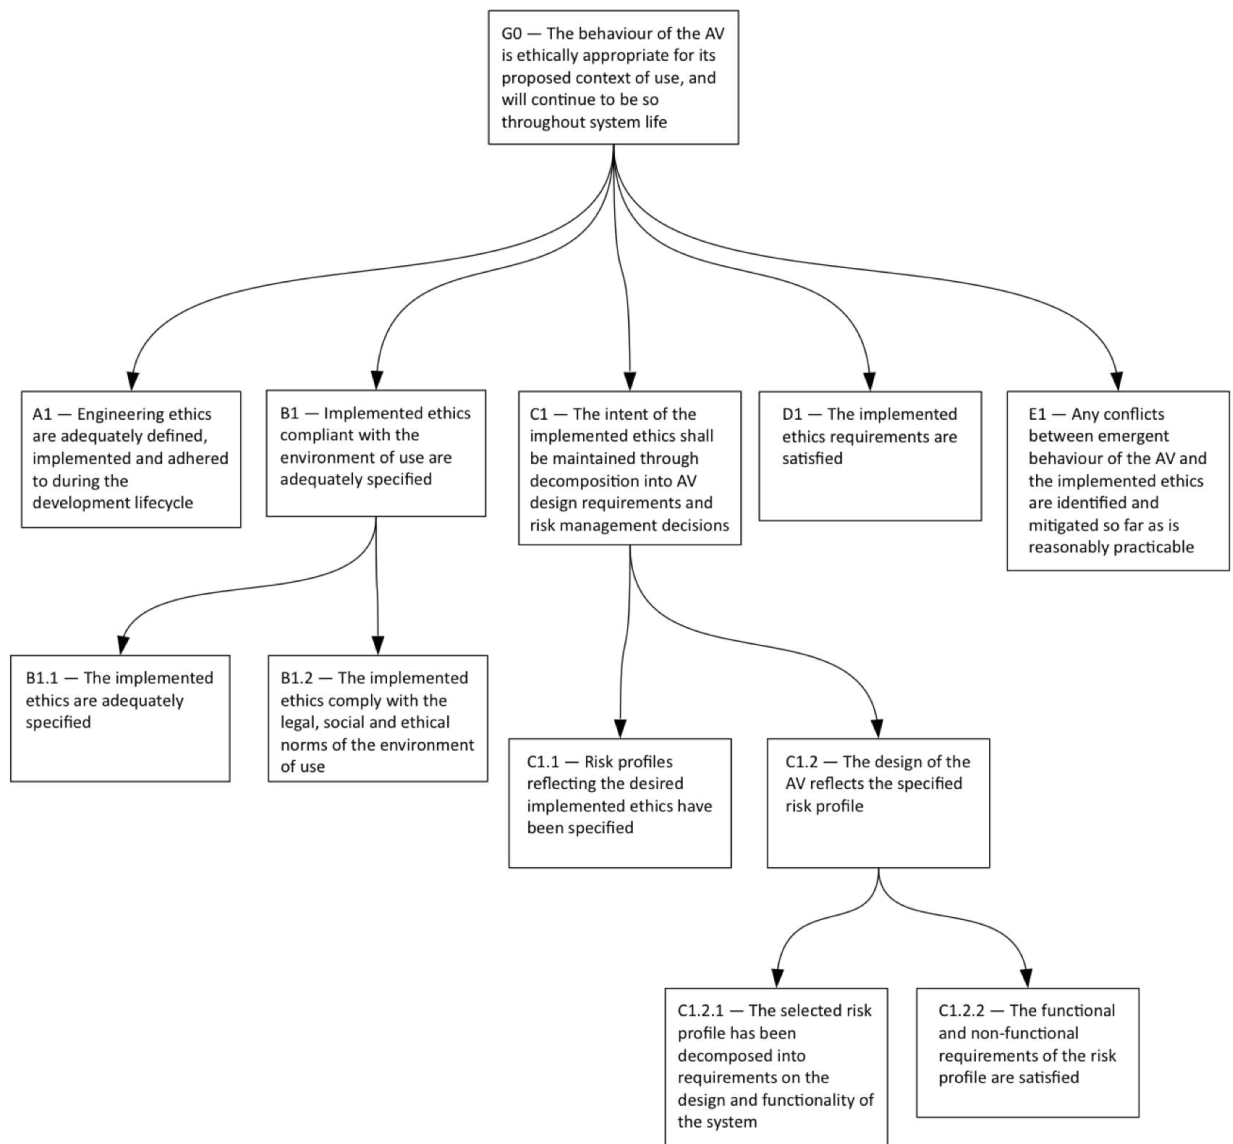 G0 — The behaviour of the AV
is ethically appropriate for its
proposed context of use, and
will continue to be so
throughout system life
A1 — Engineering ethics
are adequately defined,
implemented and adhered
to during the
development lifecycle
B1 — Implemented ethics
compliant with the
environment of use are
adequately specified
C1 — The intent of the
implemented ethics shall
be maintained through
decomposition into AV
design requirements and
risk management decisions
D1 — The implemented
ethics requirements are
satisfied
E1 — Any conflicts
between emergent
behaviour of the AV and
the implemented ethics
are identified and
mitigated so far as is
reasonably practicable
B1.1 — The implemented
ethics are adequately
specified
B1.2 — The implemented
ethics comply with the
legal, social and ethical
norms of the environment
of use
C1.1 — Risk profiles
reflecting the desired
implemented ethics have
been specified
C1.2 — The design of the
AV reflects the specified
risk profile
C1.2.1 — The selected risk
profile has been
decomposed into
requirements on the
design and functionality of
the system
C1.2.2 — The functional
and non-functional
requirements of the risk
profile are satisfied